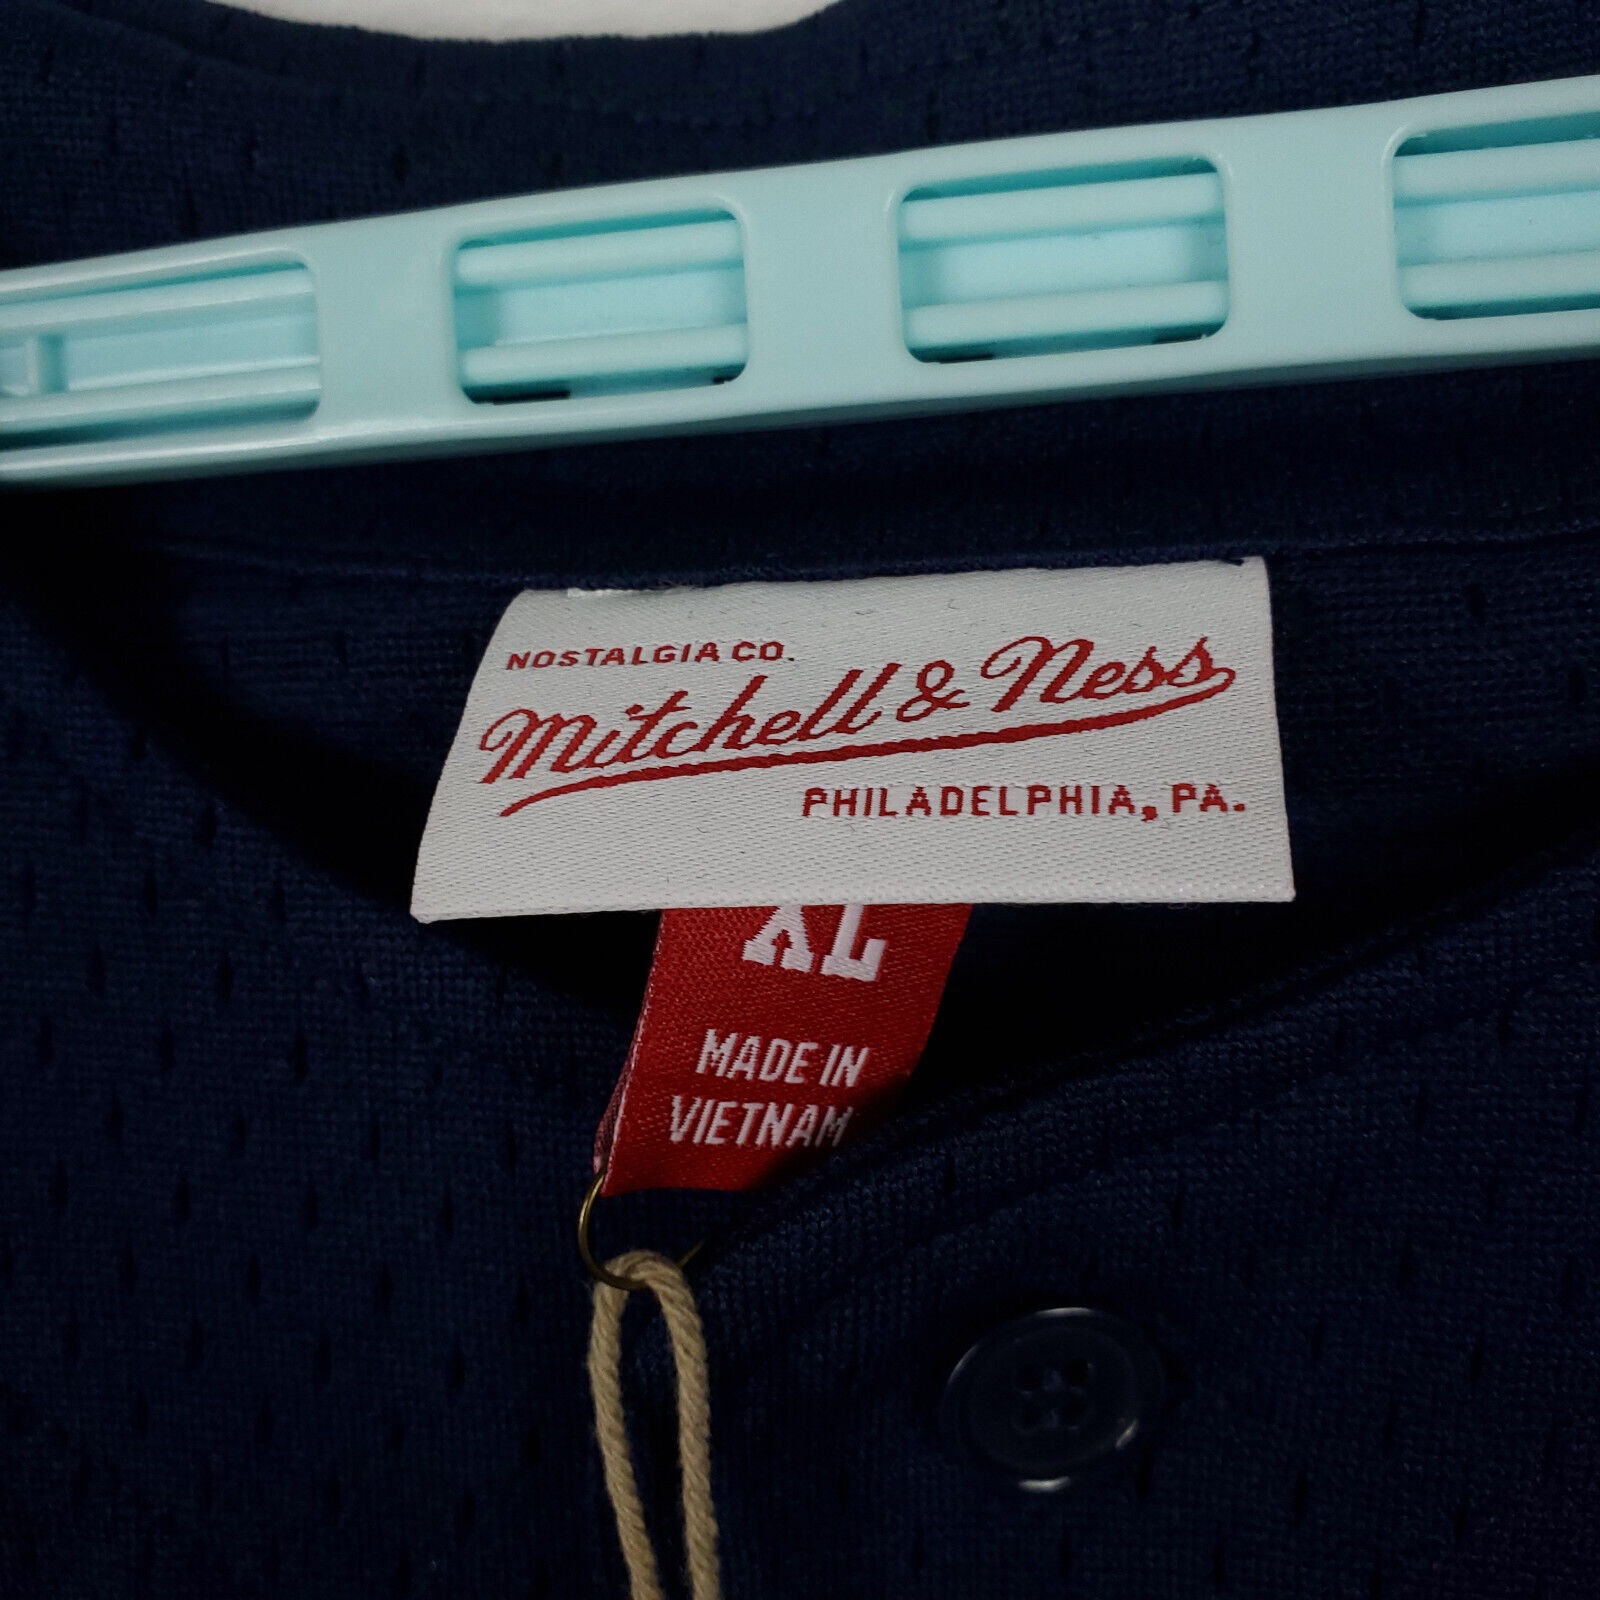 NOSTALGIA CO.
Mitchell & Ness
PHILADELPHIA, PA.
XL
MADE IN
VIETNAM